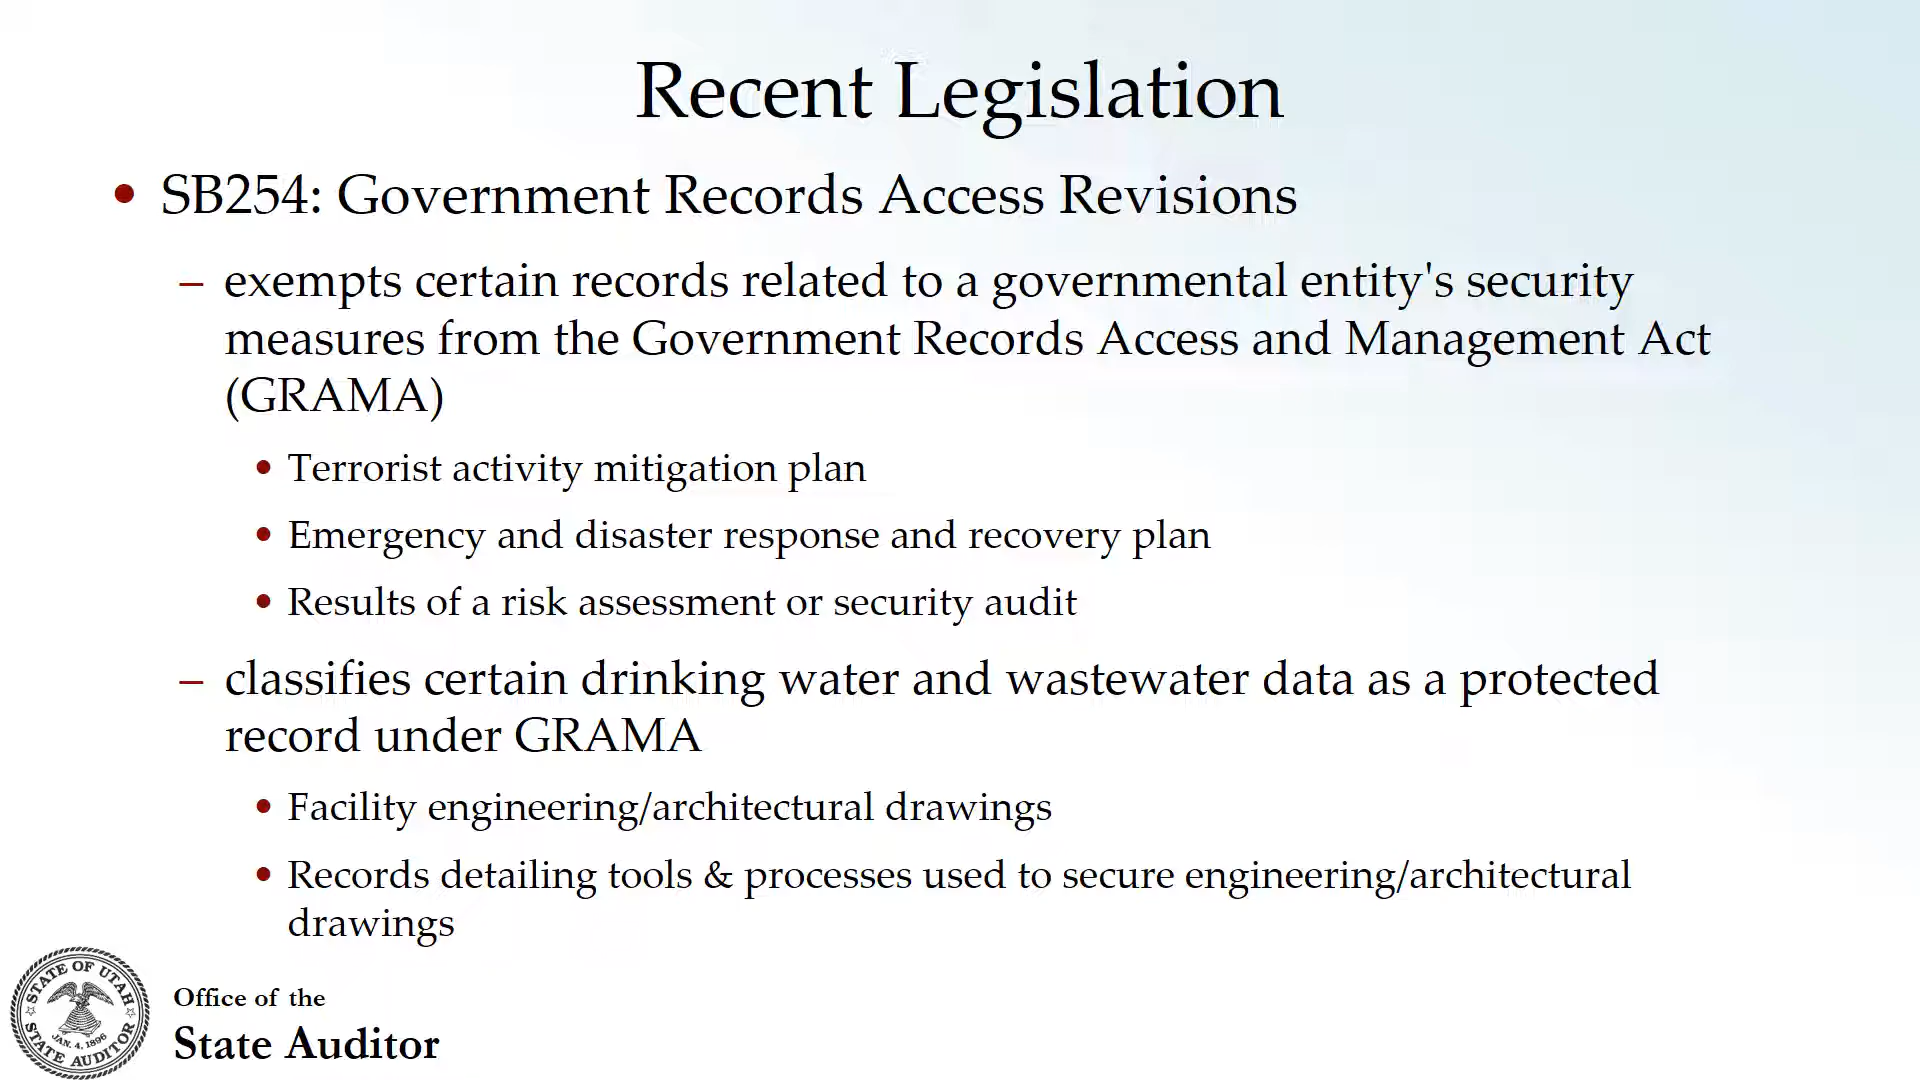 Recent Legislation
• SB254: Government Records Access Revisions
– exempts certain records related to a governmental entity's security
measures from the Government Records Access and Management Act
(GRAMA)
• Terrorist activity mitigation plan
• Emergency and disaster response and recovery plan
• Results of a risk assessment or security audit
– classifies certain drinking water and wastewater data as a protected
record under GRAMA
• Facility engineering/architectural drawings
• Records detailing tools & processes used to secure engineering/architectural
drawings
STATE OF UTAH
JAN. 4, 1896
STATE AUDITOR
Office of the
State Auditor